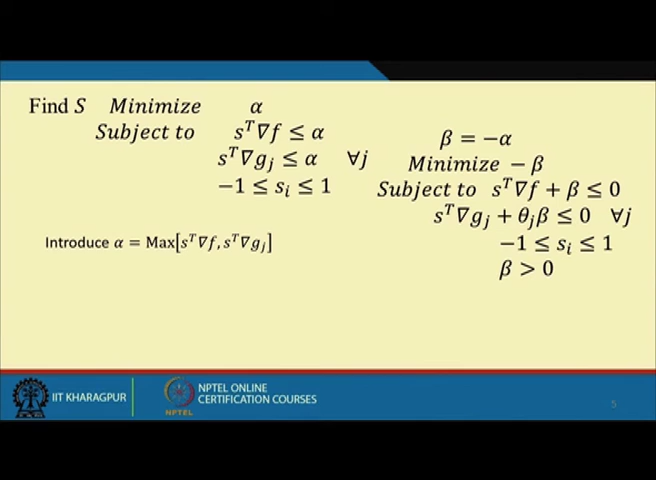 Find S Minimize α
Subject to s^T∇f ≤ α
s^T∇g_j ≤ α ∀j
−1 ≤ s_i ≤ 1
Introduce α = Max[s^T∇f, s^T∇g_j]
β = −α
Minimize − β
Subject to s^T∇f + β ≤ 0
s^T∇g_j + θ_jβ ≤ 0 ∀j
−1 ≤ s_i ≤ 1
β > 0
IIT KHARAGPUR
NPTEL
NPTEL ONLINE
CERTIFICATION COURSES
5